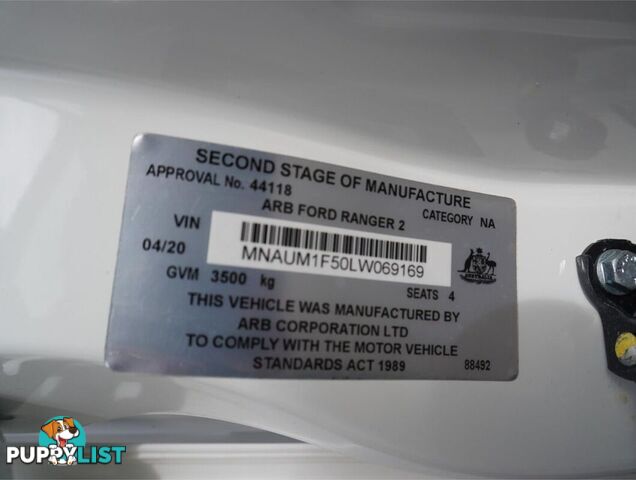 SECOND STAGE OF MANUFACTURE
APPROVAL No. 44118 CATEGORY NA
ARB FORD RANGER 2
VIN
04/20 MNAUM1F50LW069169
AUSTRALIA
GVM 3500 kg SEATS 4
THIS VEHICLE WAS MANUFACTURED BY
ARB CORPORATION LTD
TO COMPLY WITH THE MOTOR VEHICLE
STANDARDS ACT 1989 88492
PUPPYLIST